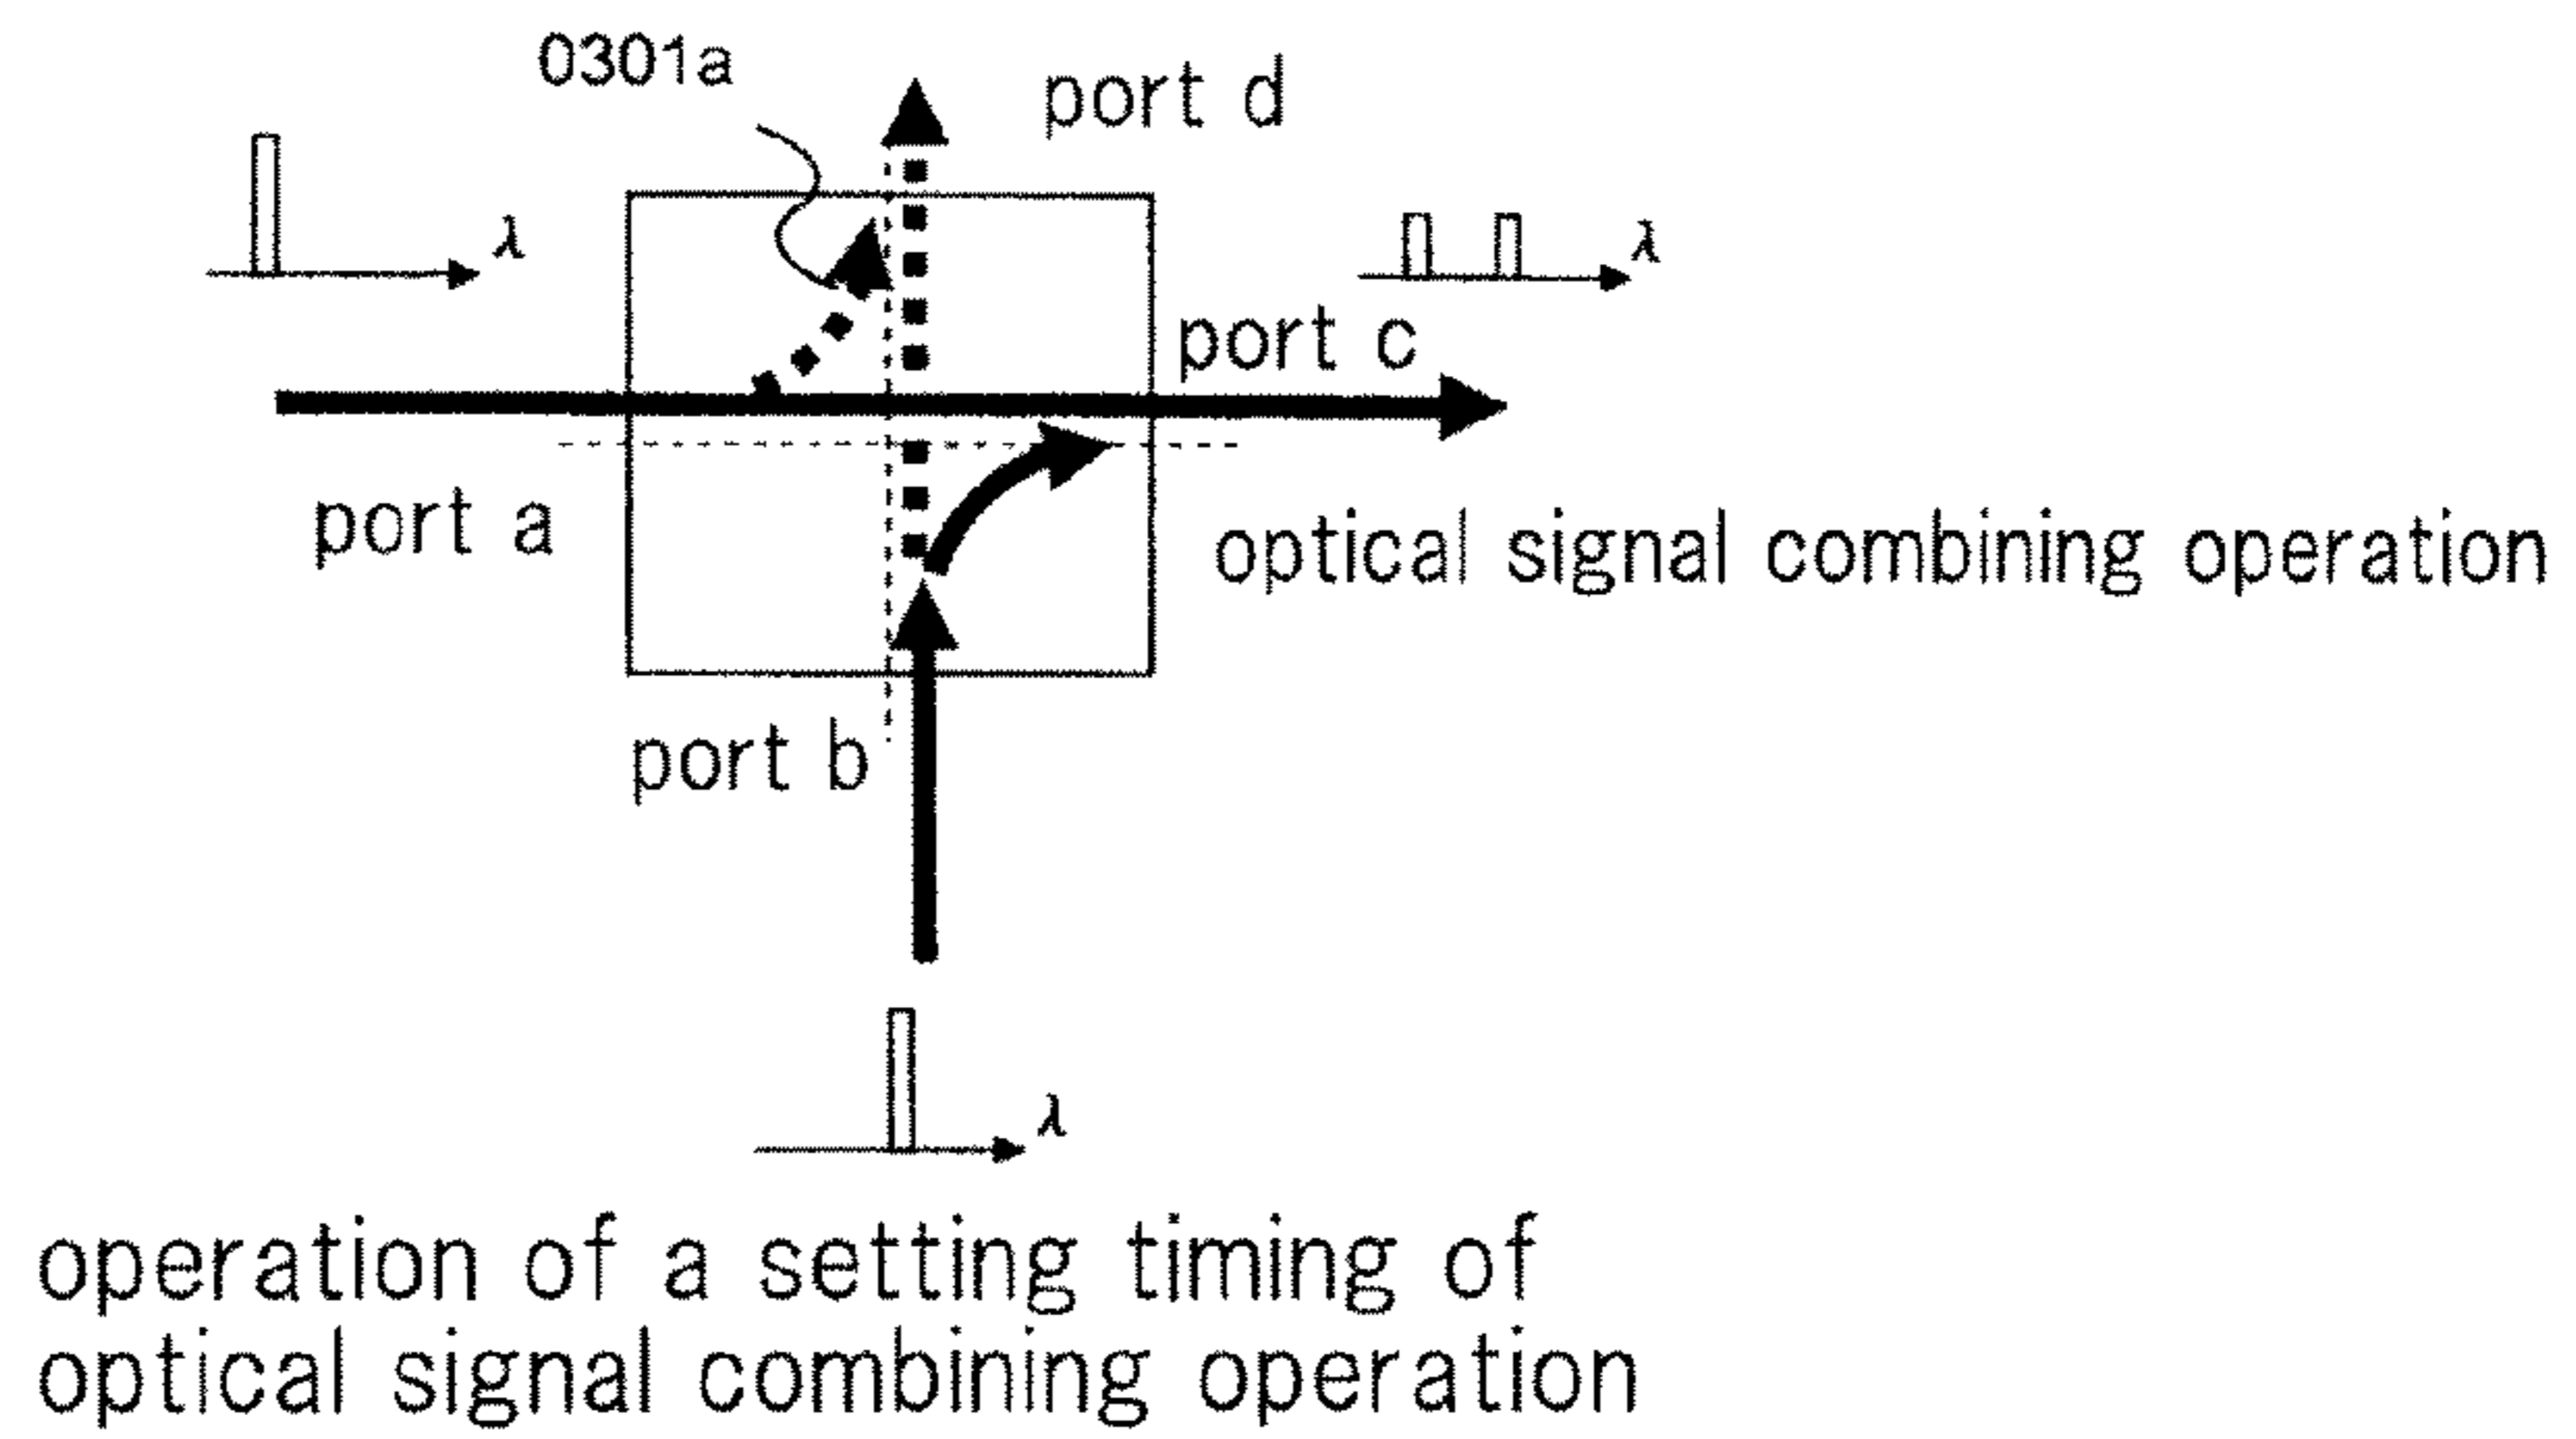 0301a
port d
λ
λ
port c
port a
optical signal combining operation
port b
λ
operation of a setting timing of
optical signal combining operation